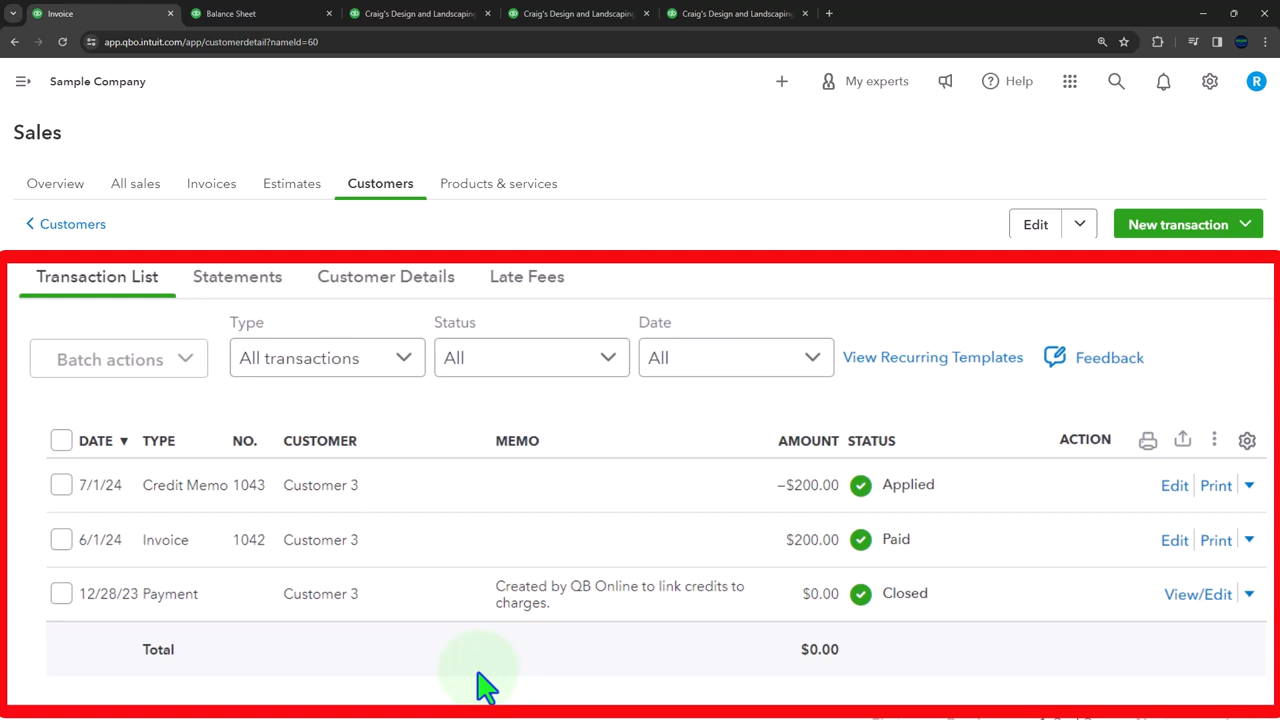 Invoice
Balance Sheet
Craig's Design and Landscaping
Craig's Design and Landscaping
Craig's Design and Landscaping
app.qbo.intuit.com/app/customerdetail?nameId=60
Sample Company
My experts
Help
R
Sales
Overview All sales Invoices Estimates Customers Products & services
Customers
Edit
New transaction
Transaction List Statements Customer Details Late Fees
Type Status Date
Batch actions All transactions All All View Recurring Templates Feedback
DATE ▼ TYPE NO. CUSTOMER MEMO AMOUNT STATUS ACTION
7/1/24 Credit Memo 1043 Customer 3 −$200.00 Applied Edit Print
6/1/24 Invoice 1042 Customer 3 $200.00 Paid Edit Print
12/28/23 Payment Customer 3 Created by QB Online to link credits to charges. $0.00 Closed View/Edit
Total $0.00